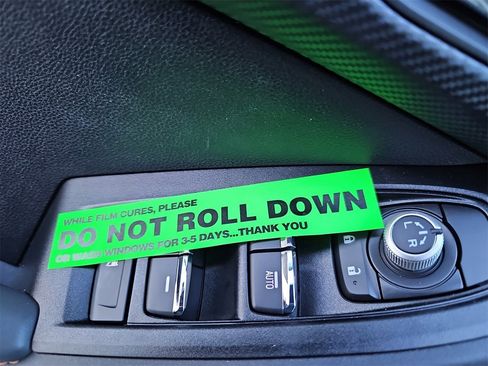 WHILE FILM CURES, PLEASE
DO NOT ROLL DOWN
OR WASH WINDOWS FOR 3-5 DAYS...THANK YOU
AUTO
L
R